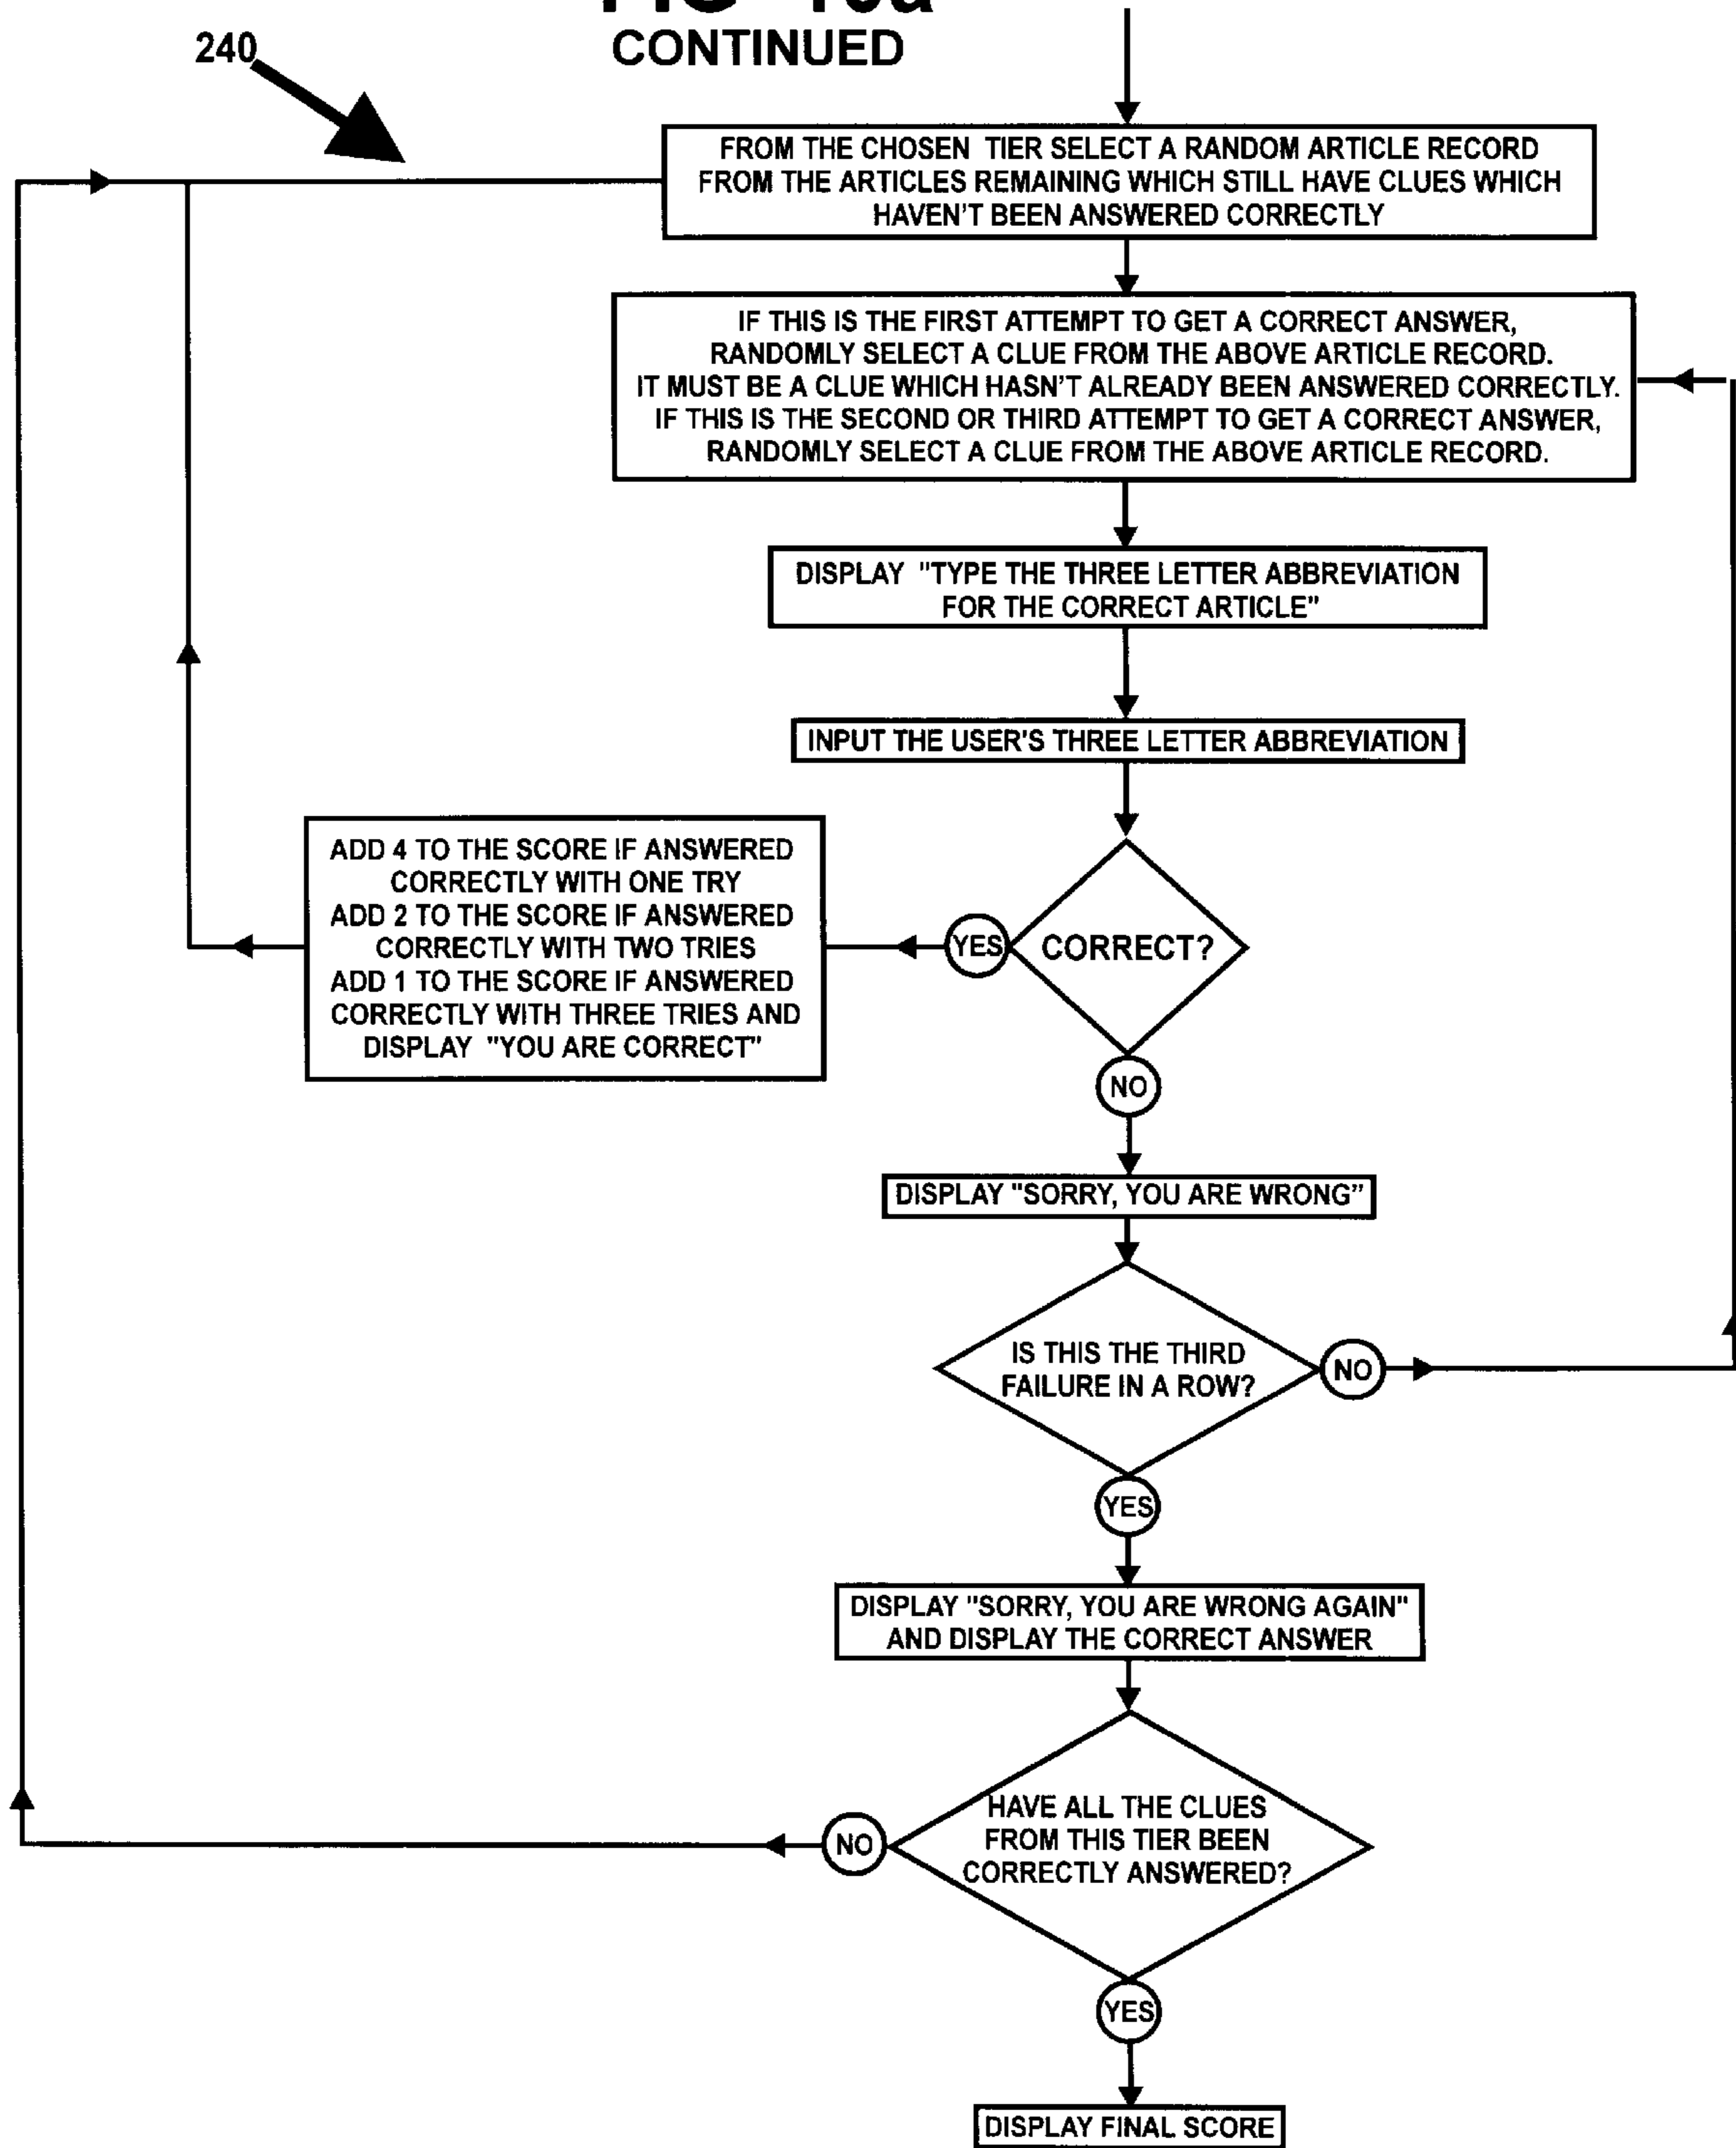 CONTINUED
240
FROM THE CHOSEN TIER SELECT A RANDOM ARTICLE RECORD
FROM THE ARTICLES REMAINING WHICH STILL HAVE CLUES WHICH
HAVEN'T BEEN ANSWERED CORRECTLY
IF THIS IS THE FIRST ATTEMPT TO GET A CORRECT ANSWER,
RANDOMLY SELECT A CLUE FROM THE ABOVE ARTICLE RECORD.
IT MUST BE A CLUE WHICH HASN'T ALREADY BEEN ANSWERED CORRECTLY.
IF THIS IS THE SECOND OR THIRD ATTEMPT TO GET A CORRECT ANSWER,
RANDOMLY SELECT A CLUE FROM THE ABOVE ARTICLE RECORD.
DISPLAY "TYPE THE THREE LETTER ABBREVIATION
FOR THE CORRECT ARTICLE"
INPUT THE USER'S THREE LETTER ABBREVIATION
ADD 4 TO THE SCORE IF ANSWERED
CORRECTLY WITH ONE TRY
ADD 2 TO THE SCORE IF ANSWERED
CORRECTLY WITH TWO TRIES
ADD 1 TO THE SCORE IF ANSWERED
CORRECTLY WITH THREE TRIES AND
DISPLAY "YOU ARE CORRECT"
YES
CORRECT?
NO
DISPLAY "SORRY, YOU ARE WRONG"
IS THIS THE THIRD
FAILURE IN A ROW?
NO
YES
DISPLAY "SORRY, YOU ARE WRONG AGAIN"
AND DISPLAY THE CORRECT ANSWER
HAVE ALL THE CLUES
FROM THIS TIER BEEN
CORRECTLY ANSWERED?
NO
YES
DISPLAY FINAL SCORE